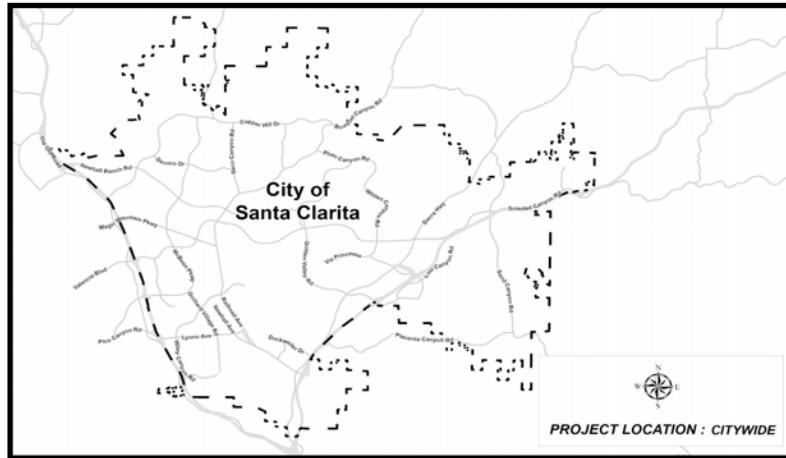 Copper Hill Dr
Bouquet Canyon Rd
The Old Road
Newhall Ranch Rd
Decoro Dr
Seco Canyon Rd
Plum Canyon Rd
City of
Santa Clarita
Whites Canyon Rd
Sierra Hwy
Soledad Canyon Rd
Magic Mountain Pkwy
Golden Valley Rd
Via Princessa
Lost Canyon Rd
Sand Canyon Rd
Valencia Blvd
McBean Pkwy
Orchard Village Rd
Railroad Ave
Newhall Ave
Pico Canyon Rd
Lyons Ave
Wiley Canyon Rd
Dockweiler Dr
Placerita Canyon Rd
N
W E
S
PROJECT LOCATION : CITYWIDE